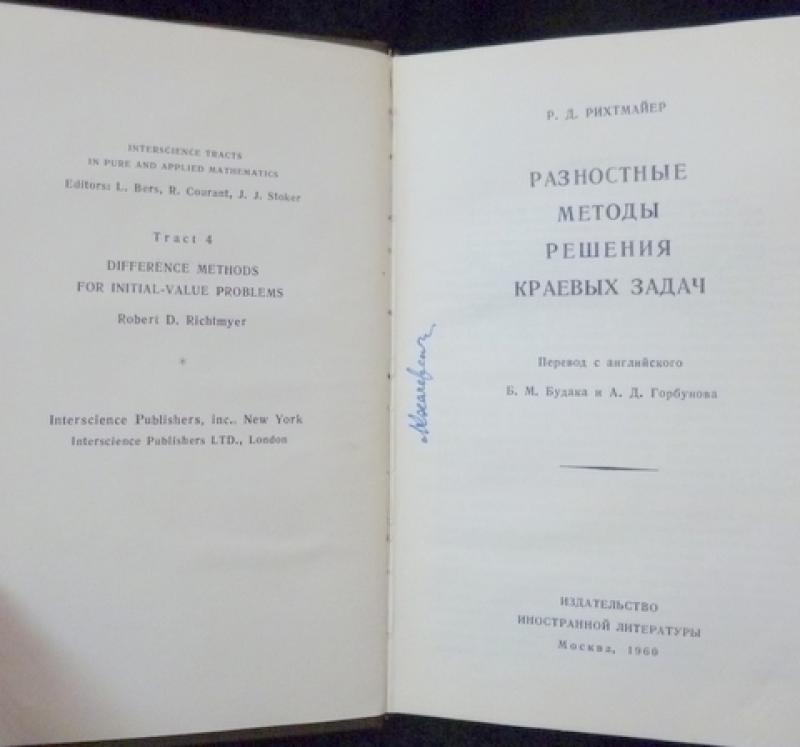 INTERSCIENCE TRACTS
IN PURE AND APPLIED MATHEMATICS
Editors: L. Bers, R. Courant, J. J. Stoker
Tract 4
DIFFERENCE METHODS
FOR INITIAL-VALUE PROBLEMS
Robert D. Richtmyer
*
Interscience Publishers, inc., New York
Interscience Publishers LTD., London
Р. Д. РИХТМАЙЕР
РАЗНОСТНЫЕ
МЕТОДЫ
РЕШЕНИЯ
КРАЕВЫХ ЗАДАЧ
Перевод с английского
Б. М. Будака и А. Д. Горбунова
ИЗДАТЕЛЬСТВО
ИНОСТРАННОЙ ЛИТЕРАТУРЫ
Москва, 1960